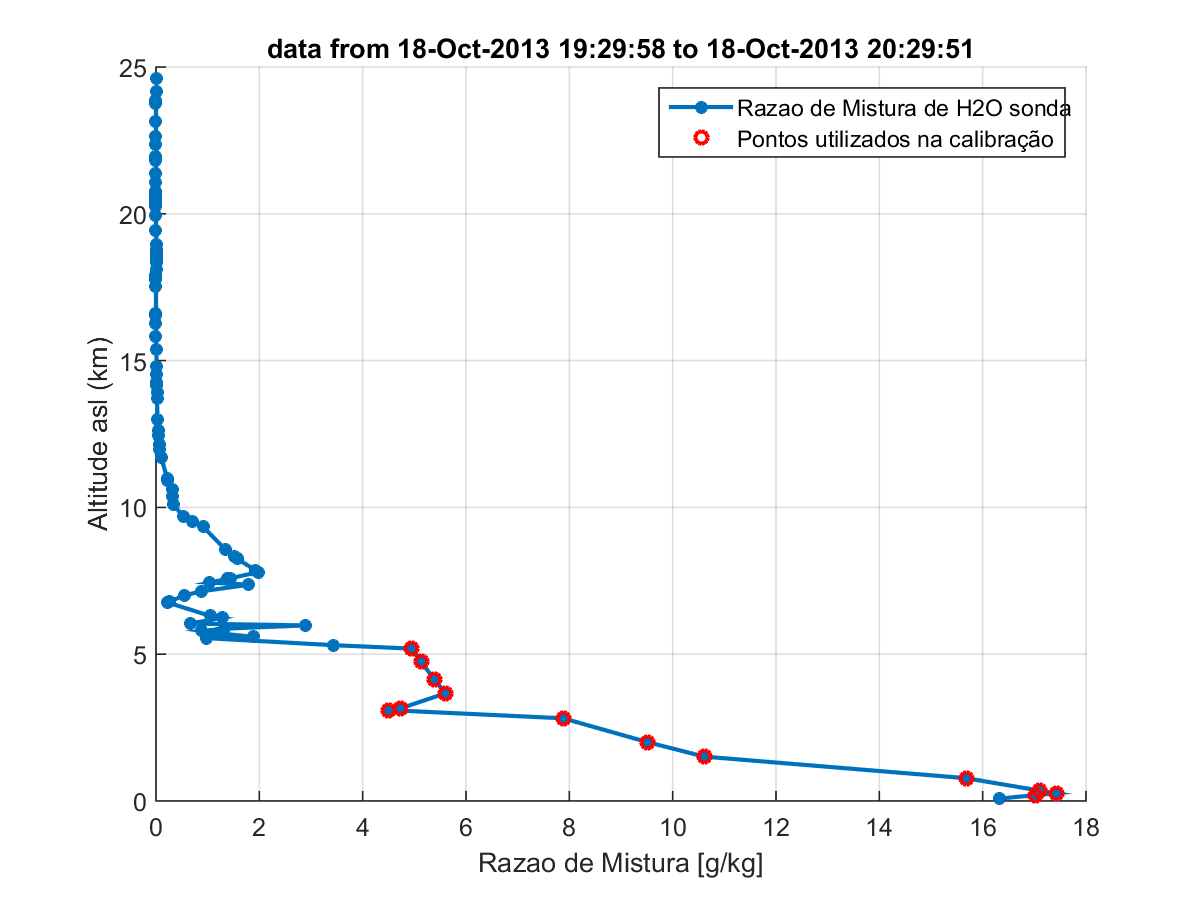 data from 18-Oct-2013 19:29:58 to 18-Oct-2013 20:29:51
25
Razao de Mistura de H2O sonda
Pontos utilizados na calibração
20
15
Altitude asl (km)
10
5
0
0 2 4 6 8 10 12 14 16 18
Razao de Mistura [g/kg]